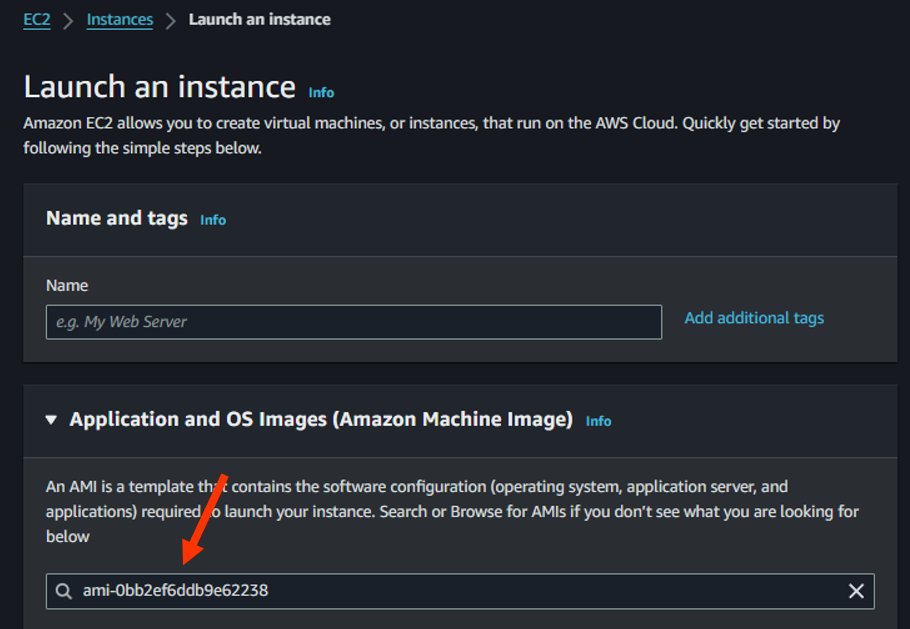 EC2 > Instances > Launch an instance
Launch an instance Info
Amazon EC2 allows you to create virtual machines, or instances, that run on the AWS Cloud. Quickly get started by
following the simple steps below.
Name and tags Info
Name
e.g. My Web Server
Add additional tags
Application and OS Images (Amazon Machine Image) Info
An AMI is a template that contains the software configuration (operating system, application server, and
applications) required to launch your instance. Search or Browse for AMIs if you don’t see what you are looking for
below
ami-0bb2ef6ddb9e62238